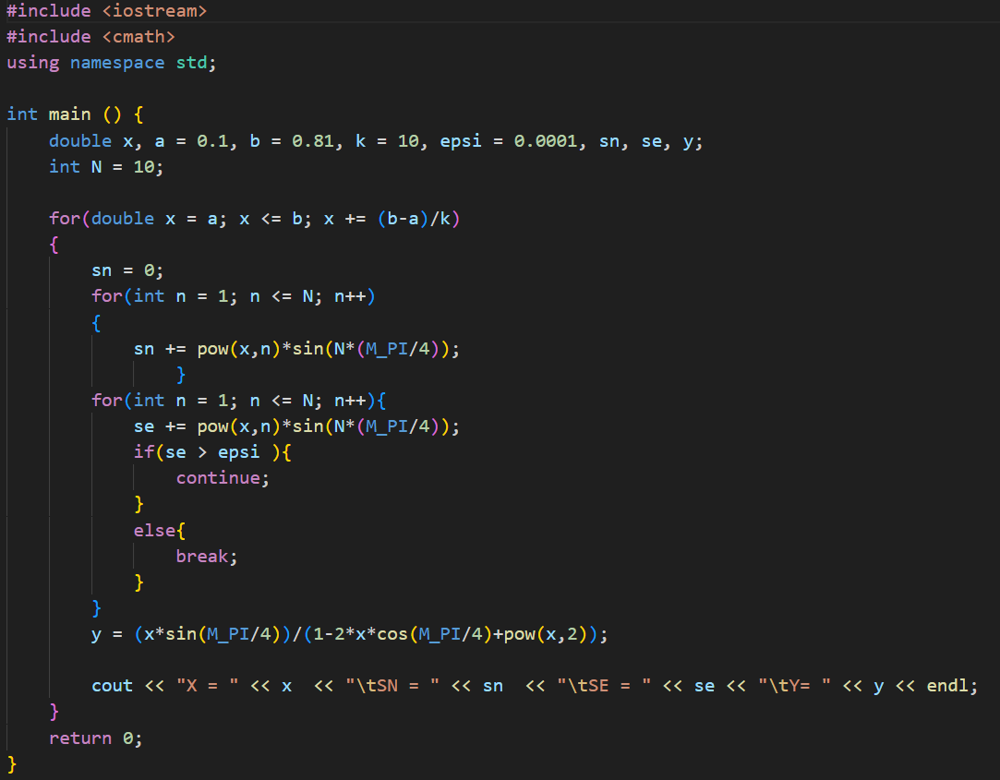 #include <iostream>
#include <cmath>
using namespace std;

int main () {
    double x, a = 0.1, b = 0.81, k = 10, epsi = 0.0001, sn, se, y;
    int N = 10;

    for(double x = a; x <= b; x += (b-a)/k)
    {
        sn = 0;
        for(int n = 1; n <= N; n++)
        {
            sn += pow(x,n)*sin(N*(M_PI/4));
                }
        for(int n = 1; n <= N; n++){
            se += pow(x,n)*sin(N*(M_PI/4));
            if(se > epsi ){
                continue;
            }
            else{
                break;
            }
        }
        y = (x*sin(M_PI/4))/(1-2*x*cos(M_PI/4)+pow(x,2));

        cout << "X = " << x  << "\tSN = " << sn  << "\tSE = " << se << "\tY= " << y << endl;
    }
    return 0;
}